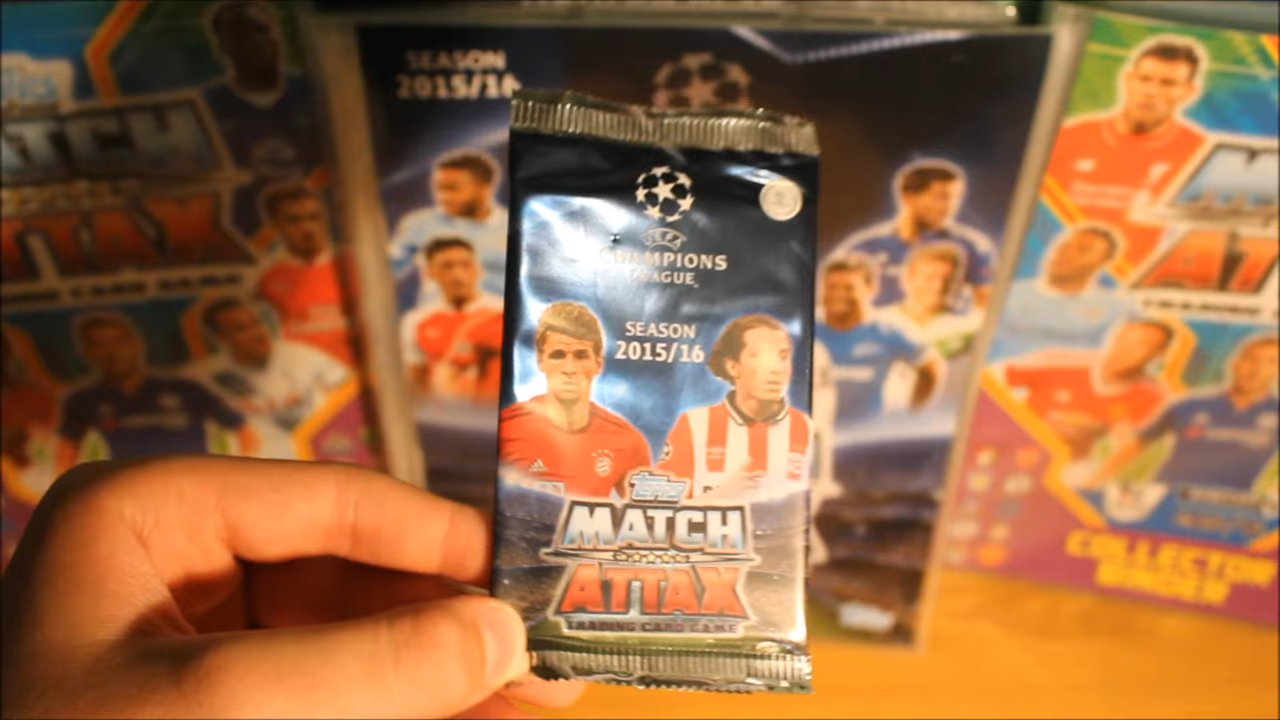 SEASON
2015/16
UEFA
CHAMPIONS
LEAGUE
SEASON
2015/16
Topps
MATCH
ATTAX
TRADING CARD GAME
COLLECTOR
BINDER